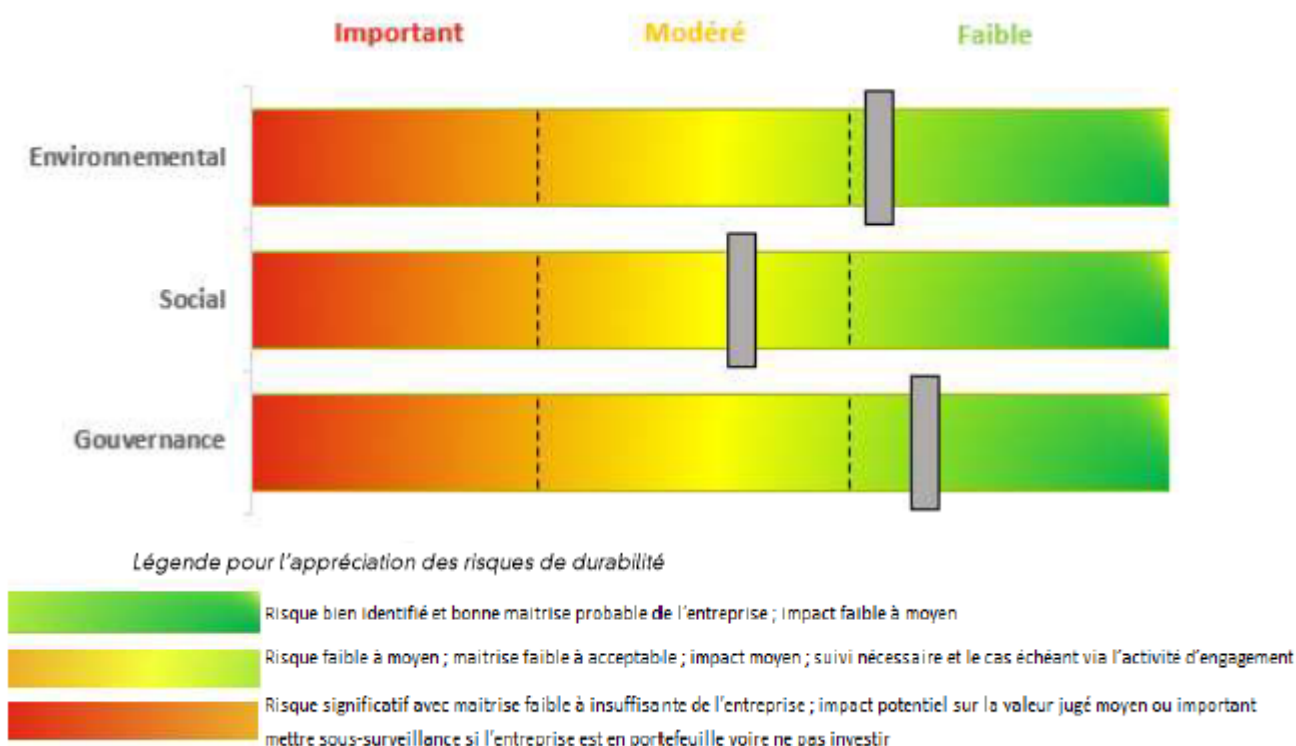 Important Modéré Faible
Environnemental
Social
Gouvernance
Légende pour l'appréciation des risques de durabilité
Risque bien identifié et bonne maitrise probable de l'entreprise ; impact faible à moyen
Risque faible à moyen ; maitrise faible à acceptable ; impact moyen ; suivi nécessaire et le cas échéant via l'activité d'engagement
Risque significatif avec maitrise faible à insuffisante de l'entreprise ; impact potentiel sur la valeur jugé moyen ou important
mettre sous-surveillance si l'entreprise est en portefeuille voire ne pas investir